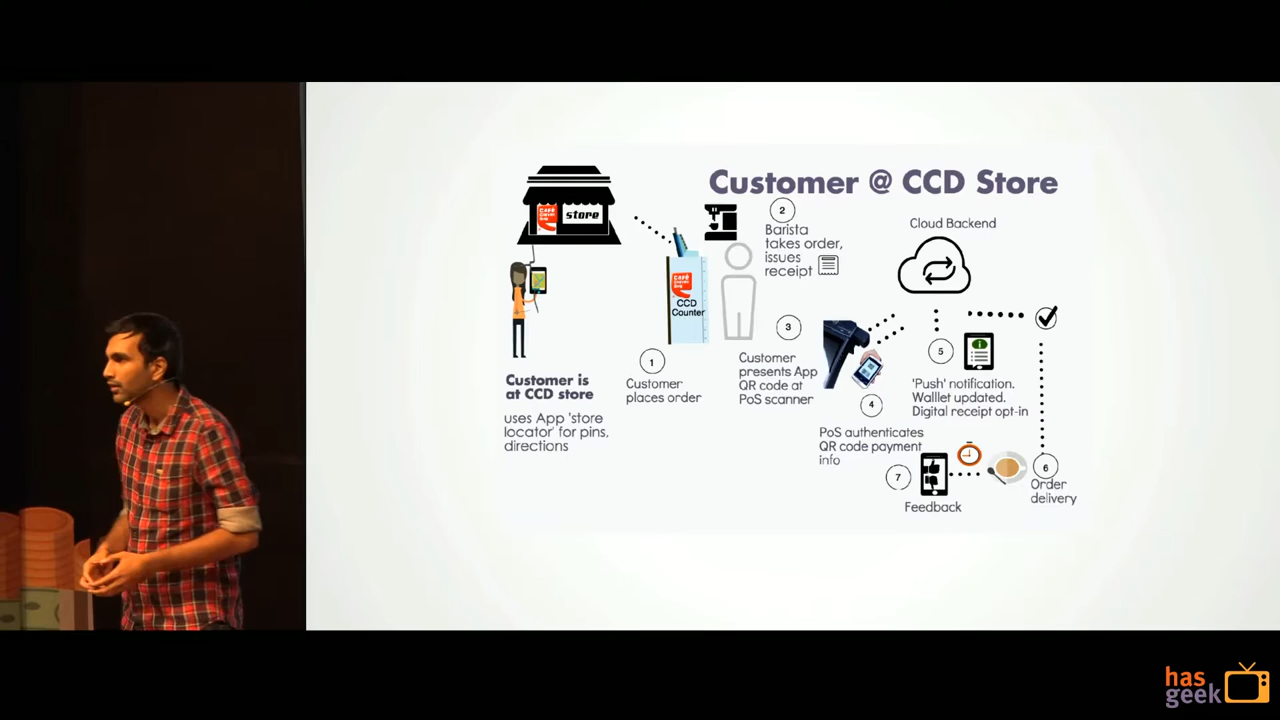 Customer @ CCD Store
Café
Coffee
Day
store
Customer is
at CCD store
uses App 'store
locator' for pins,
directions
CCD
Counter
1
Customer
places order
2
Barista
takes order,
issues
receipt
3
Customer
presents App
QR code at
PoS scanner
4
PoS authenticates
QR code payment
info
Cloud Backend
5
'Push' notification.
Walllet updated.
Digital receipt opt-in
6
Order
delivery
7
Feedback
has
geek